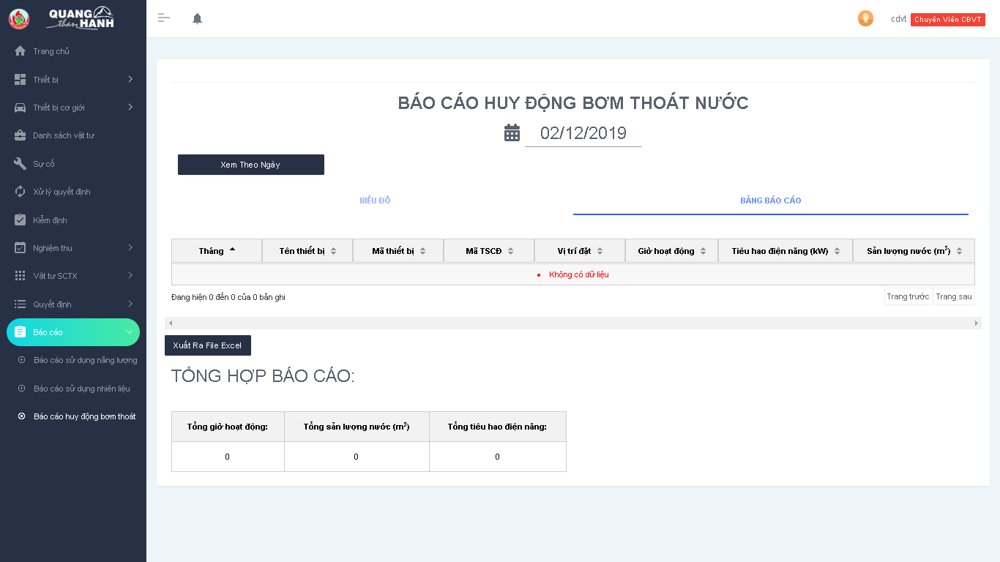 QUANG
than HANH
cdvt Chuyên Viên CĐVT
Trang chủ
Thiết bị
Thiết bị cơ giới
Danh sách vật tư
Sự cố
Xử lý quyết định
Kiểm định
Nghiệm thu
Vật tư SCTX
Quyết định
Báo cáo
Báo cáo sử dụng năng lượng
Báo cáo sử dụng nhiên liệu
Báo cáo huy động bơm thoát
BÁO CÁO HUY ĐỘNG BƠM THOÁT NƯỚC
02/12/2019
Xem Theo Ngày
BIỂU ĐỒ BẢNG BÁO CÁO
Tháng Tên thiết bị Mã thiết bị Mã TSCĐ Vị trí đặt Giờ hoạt động Tiêu hao điện năng (kW) Sản lượng nước (m³)
Không có dữ liệu
Đang hiện 0 đến 0 của 0 bản ghi Trang trước Trang sau
Xuất Ra File Excel
TỔNG HỢP BÁO CÁO:
Tổng giờ hoạt động: Tổng sản lượng nước (m³) Tổng tiêu hao điện năng:
0 0 0